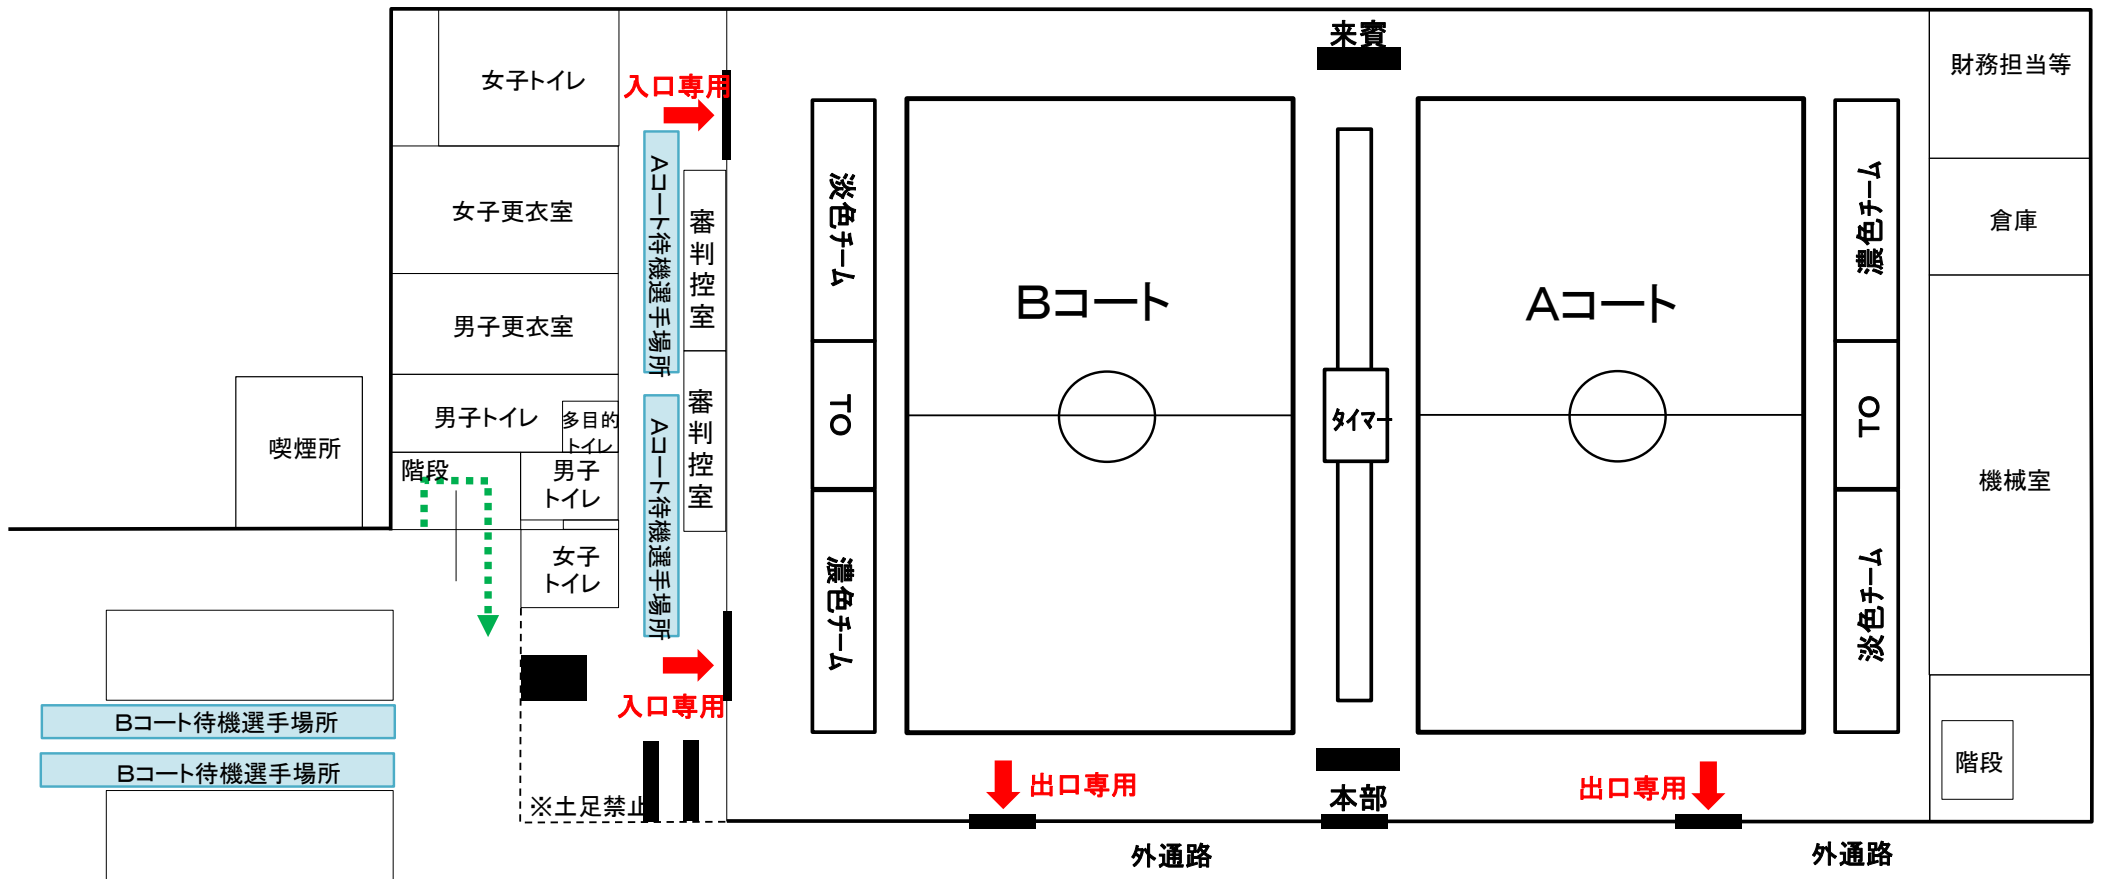 来賓
女子トイレ
入口専用
財務担当等
女子更衣室
Aコート待機選手場所
審判控室
淡色チーム
Bコート
Aコート
濃色チーム
倉庫
男子更衣室
男子トイレ
多目的
トイレ
喫煙所
階段
男子
トイレ
審判控室
Aコート待機選手場所
TO
タイマー
TO
機械室
女子
トイレ
濃色チーム
淡色チーム
入口専用
Bコート待機選手場所
Bコート待機選手場所
※土足禁止
出口専用
本部
出口専用
階段
外通路
外通路